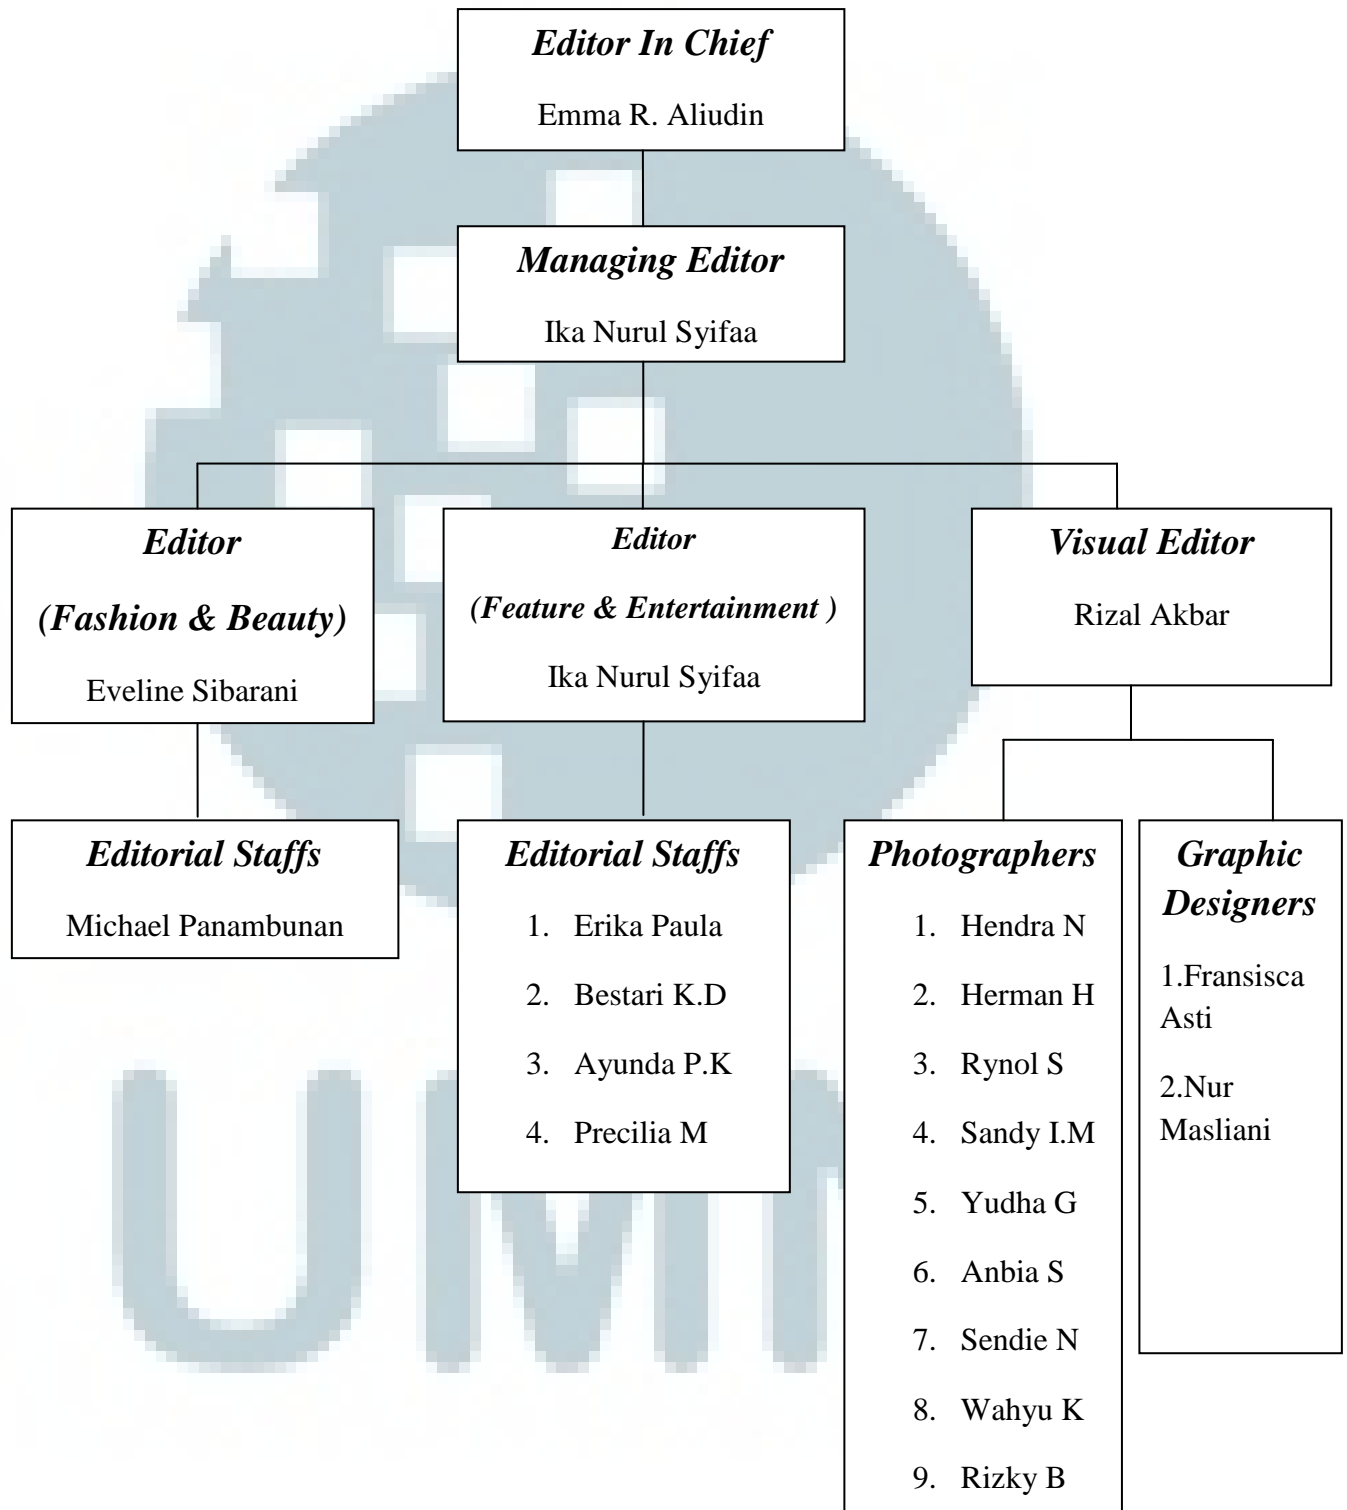 Editor In Chief
Emma R. Aliudin
Managing Editor
Ika Nurul Syifaa
Editor
(Fashion & Beauty)
Eveline Sibarani
Editor
(Feature & Entertainment )
Ika Nurul Syifaa
Visual Editor
Rizal Akbar
Editorial Staffs
Michael Panambunan
Editorial Staffs
1. Erika Paula
2. Bestari K.D
3. Ayunda P.K
4. Precilia M
Photographers
1. Hendra N
2. Herman H
3. Rynol S
4. Sandy I.M
5. Yudha G
6. Anbia S
7. Sendie N
8. Wahyu K
9. Rizky B
Graphic
Designers
1.Fransisca
Asti
2.Nur
Masliani
UMN